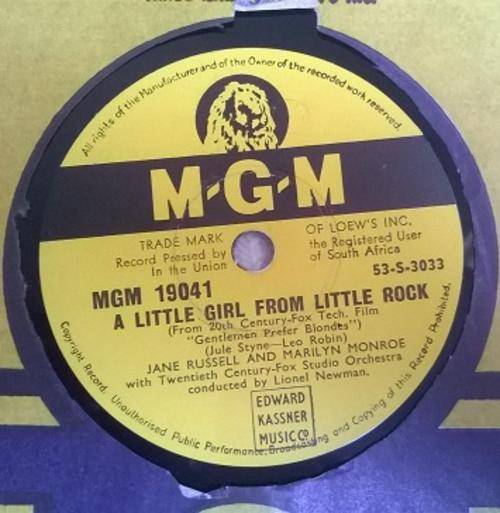 All rights of the Manufacturer and of the Owner of the recorded work reserved.
M-G-M
TRADE MARK
Record Pressed by
In the Union
OF LOEW'S INC.
the Registered User
of South Africa
53-S-3033
MGM 19041
A LITTLE GIRL FROM LITTLE ROCK
(From 20th Century-Fox Tech. Film
"Gentlemen Prefer Blondes")
(Jule Styne—Leo Robin)
JANE RUSSELL AND MARILYN MONROE
with Twentieth Century-Fox Studio Orchestra
conducted by Lionel Newman.
EDWARD
KASSNER
MUSIC Co
Copyright Record. Unauthorised Public Performance, Broadcasting and Copying of this Record Prohibited.